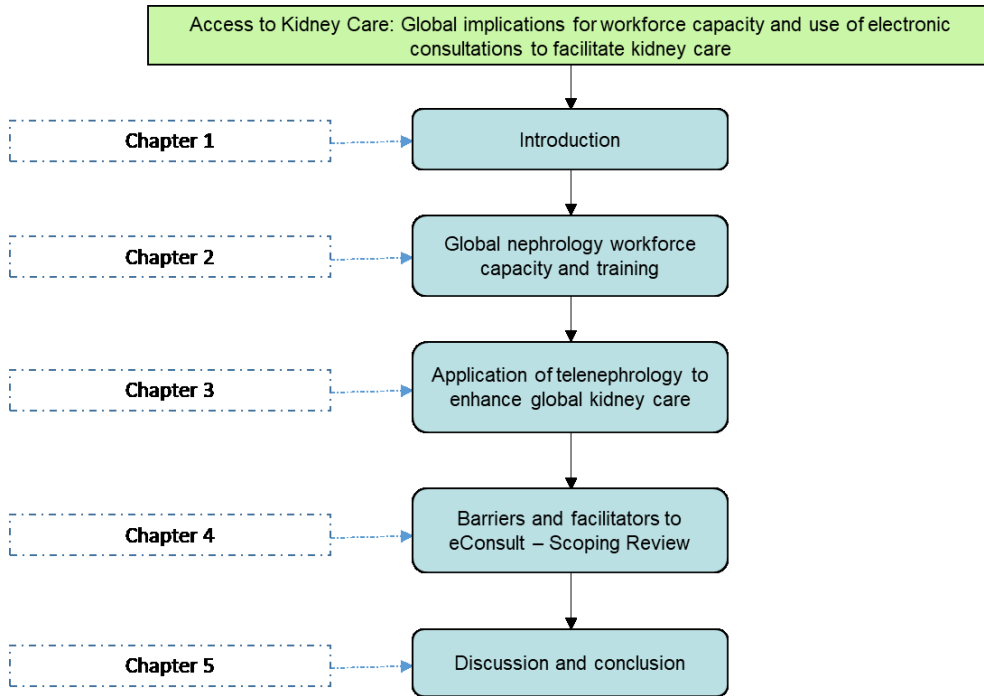 Access to Kidney Care: Global implications for workforce capacity and use of electronic
consultations to facilitate kidney care
Chapter 1
Introduction
Chapter 2
Global nephrology workforce
capacity and training
Chapter 3
Application of telenephrology to
enhance global kidney care
Chapter 4
Barriers and facilitators to
eConsult – Scoping Review
Chapter 5
Discussion and conclusion